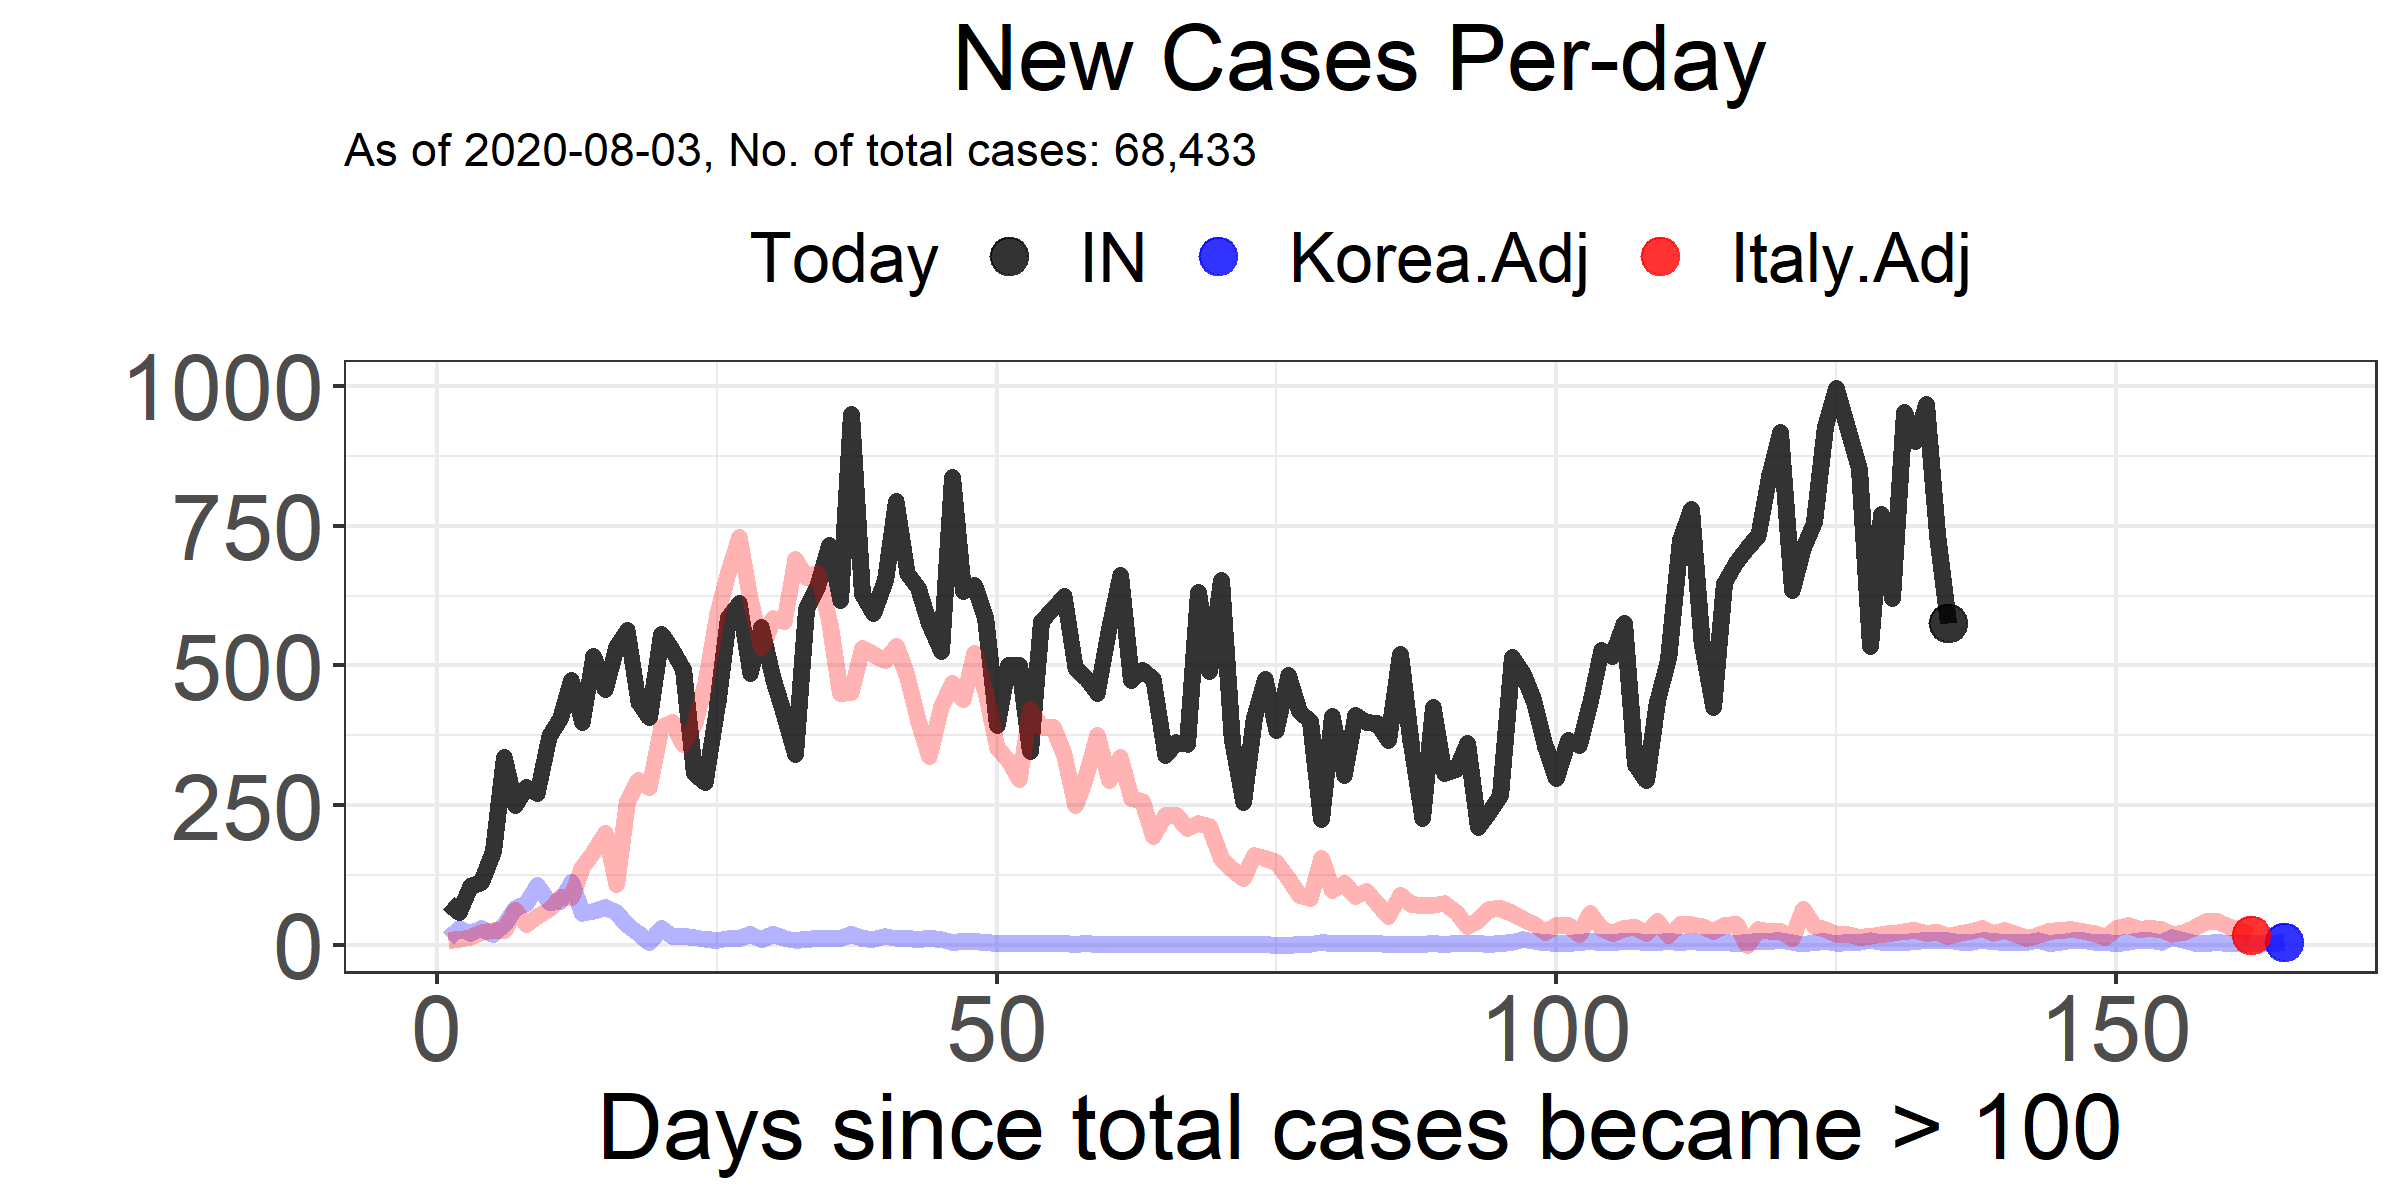 New Cases Per-day
As of 2020-08-03, No. of total cases: 68,433
Today IN Korea.Adj Italy.Adj
1000
750
500
250
0
0 50 100 150
Days since total cases became > 100